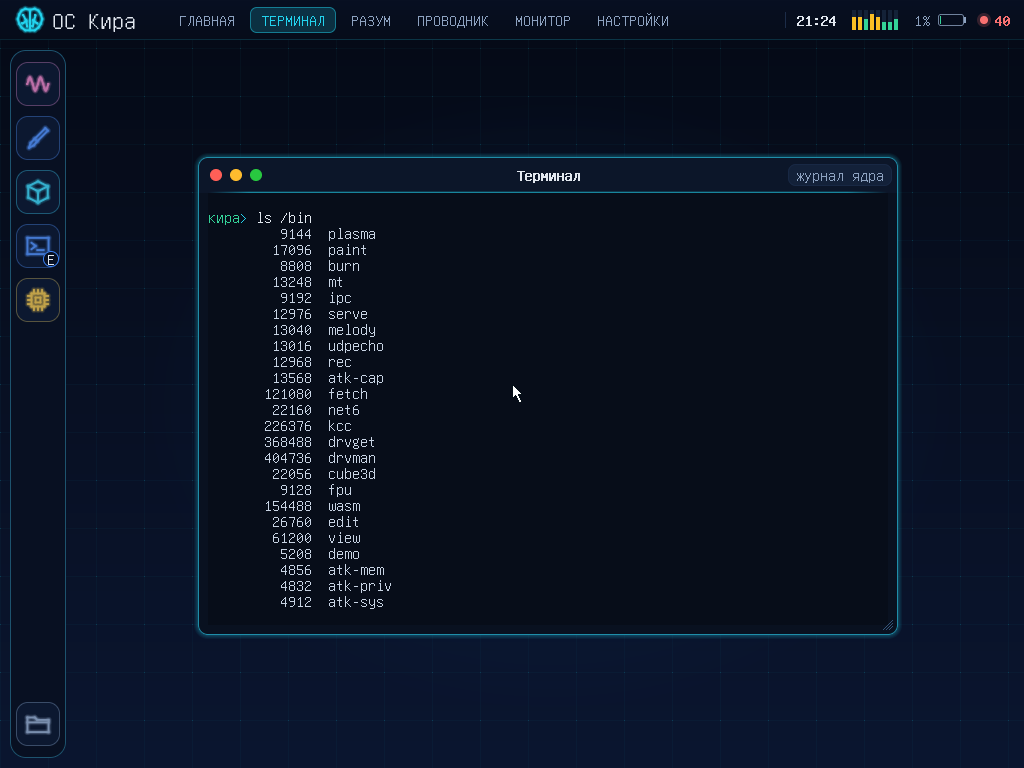 ОС Кира ГЛАВНАЯ ТЕРМИНАЛ РАЗУМ ПРОВОДНИК МОНИТОР НАСТРОЙКИ 21:24 1% 40
Терминал журнал ядра
кира> ls /bin
9144 plasma
17096 paint
8808 burn
13248 mt
9192 ipc
12976 serve
13040 melody
13016 udpecho
12968 rec
13568 atk-cap
121080 fetch
22160 net6
226376 kcc
368488 drvget
404736 drvman
22056 cube3d
9128 fpu
154488 wasm
26760 edit
61200 view
5208 demo
4856 atk-mem
4832 atk-priv
4912 atk-sys
E